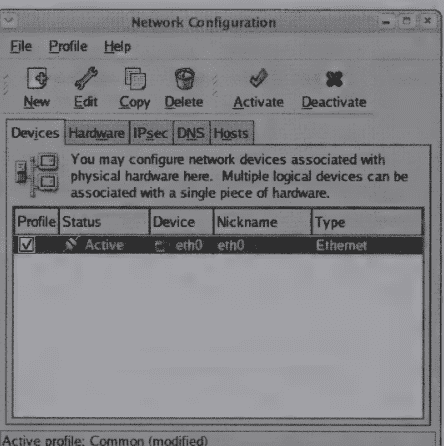 Network Configuration
File Profile Help
New Edit Copy Delete Activate Deactivate
Devices Hardware IPsec DNS Hosts
You may configure network devices associated with
physical hardware here. Multiple logical devices can be
associated with a single piece of hardware.
Profile Status Device Nickname Type
Active eth0 eth0 Ethernet
Active profile: Common (modified)